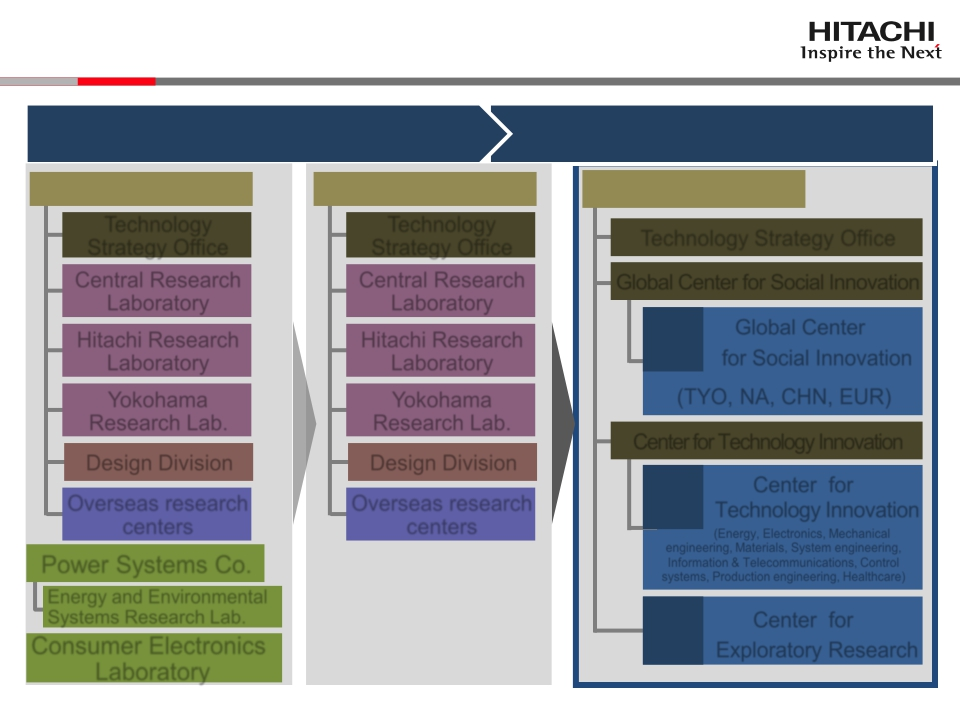 HITACHI
Inspire the Next
Technology
Strategy Office
Central Research
Laboratory
Hitachi Research
Laboratory
Yokohama
Research Lab.
Design Division
Overseas research
centers
Power Systems Co.
Energy and Environmental
Systems Research Lab.
Consumer Electronics
Laboratory
Technology
Strategy Office
Central Research
Laboratory
Hitachi Research
Laboratory
Yokohama
Research Lab.
Design Division
Overseas research
centers
Technology Strategy Office
Global Center for Social Innovation
Global Center
for Social Innovation
(TYO, NA, CHN, EUR)
Center for Technology Innovation
Center for
Technology Innovation
(Energy, Electronics, Mechanical
engineering, Materials, System engineering,
Information & Telecommunications, Control
systems, Production engineering, Healthcare)
Center for
Exploratory Research